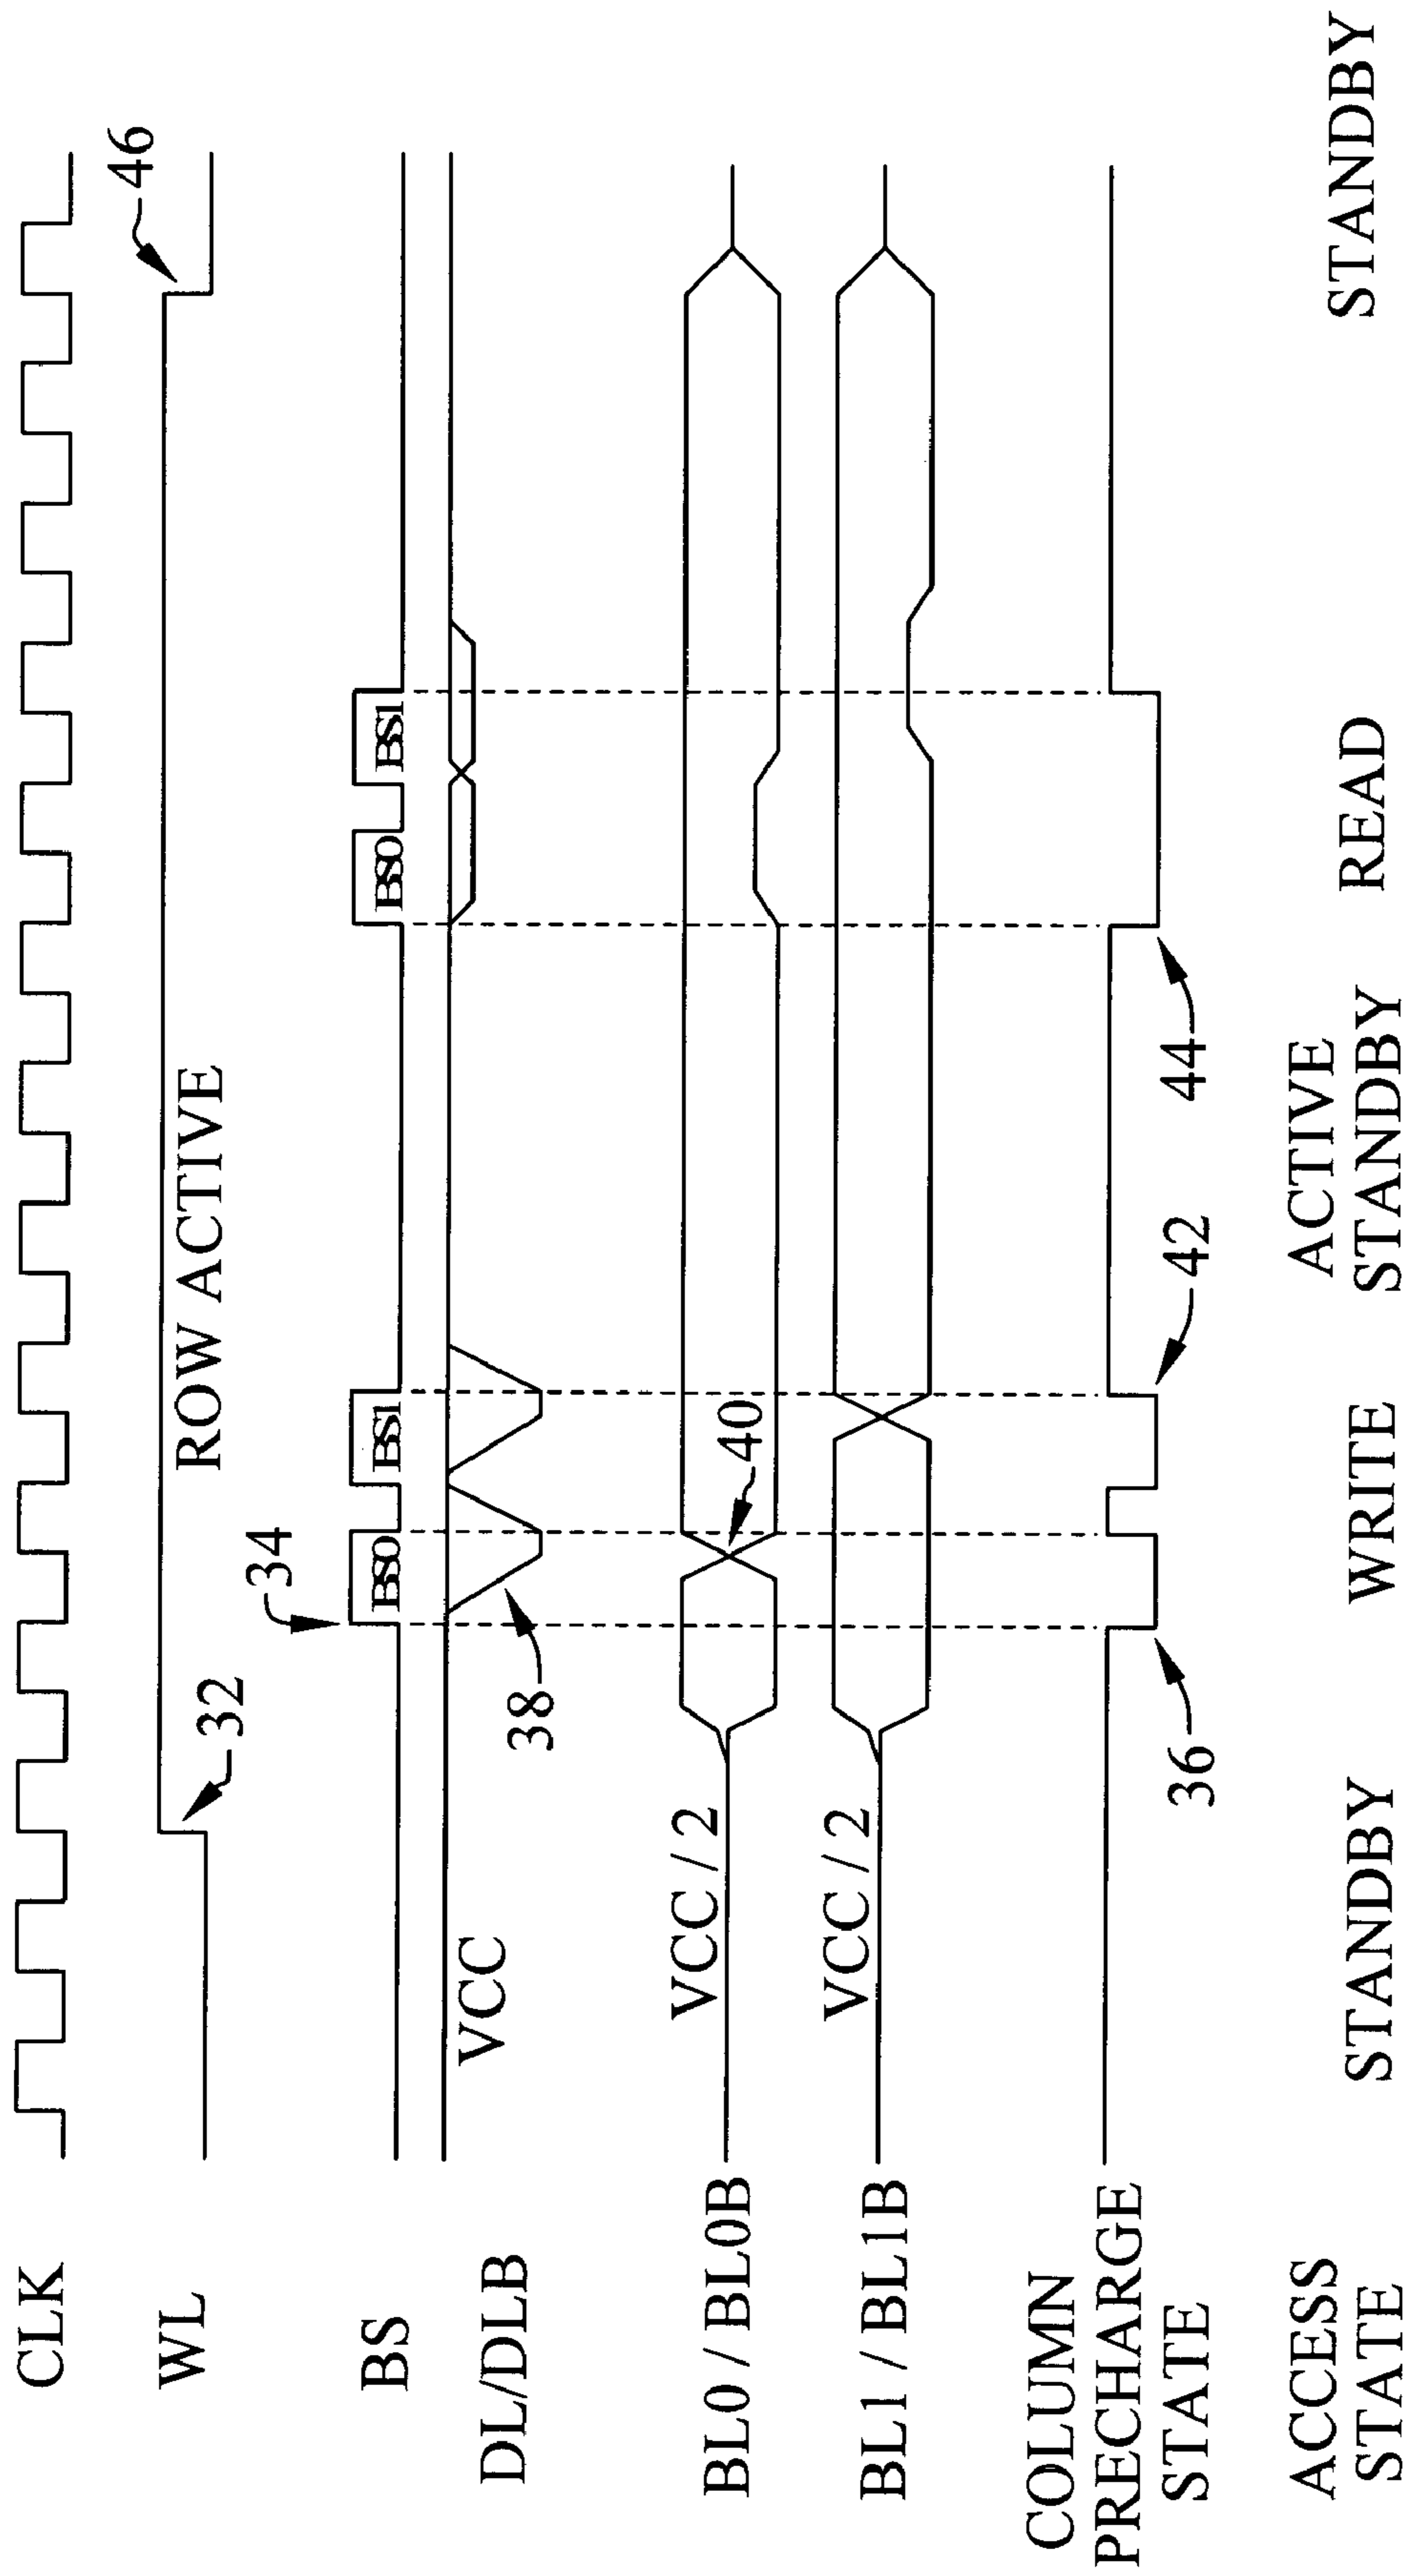 CLK
46
WL
32
ROW ACTIVE
34
BS
BS0
BS1
BS0
BS1
DL/DLB
VCC
38
BL0 / BL0B
VCC / 2
40
BL1 / BL1B
VCC / 2
COLUMN
PRECHARGE
STATE
36
42
44
ACCESS
STATE
STANDBY
WRITE
ACTIVE
STANDBY
READ
STANDBY